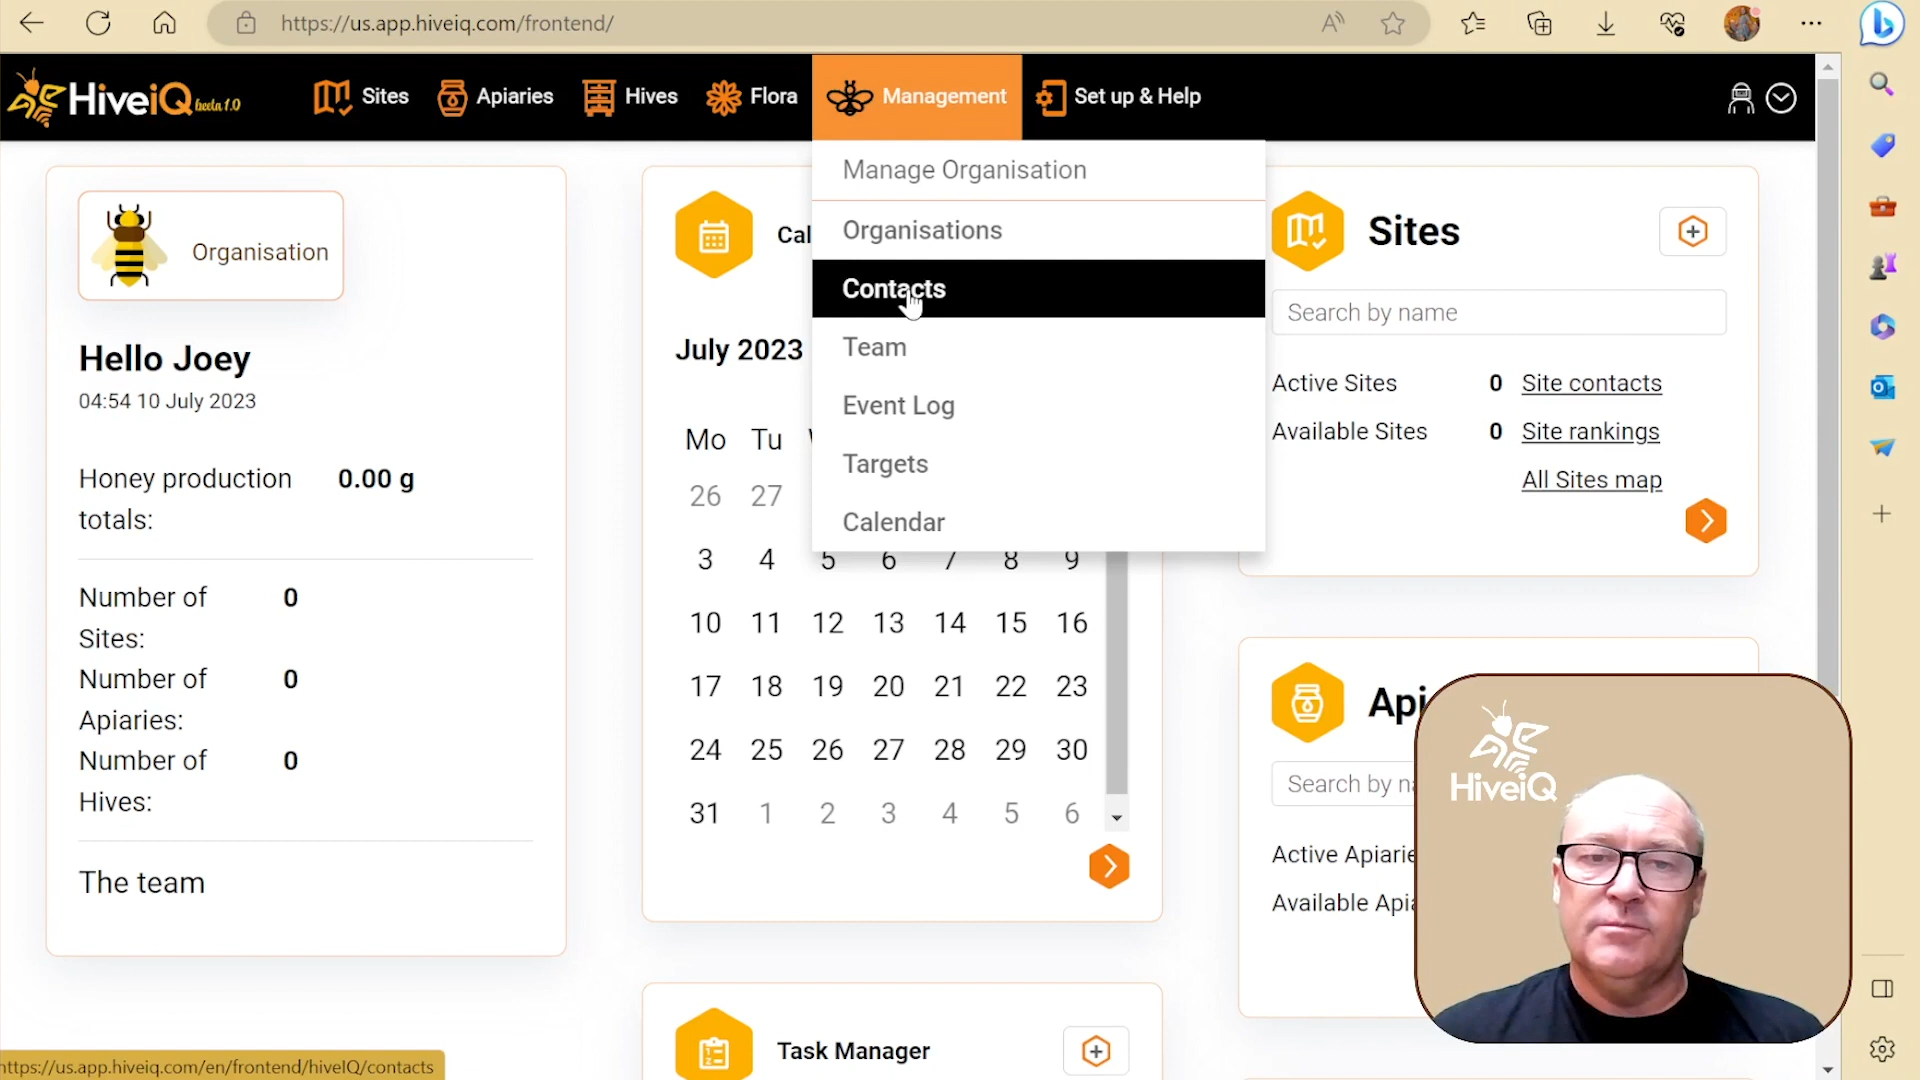 https://us.app.hiveiq.com/frontend/
HiveiQ beeta 1.0
Sites
Apiaries
Hives
Flora
Management
Set up & Help
Manage Organisation
Organisations
Contacts
Team
Event Log
Targets
Calendar
Organisation
Hello Joey
04:54 10 July 2023
Honey production totals:
0.00 g
Number of Sites:
0
Number of Apiaries:
0
Number of Hives:
0
The team
Cal
July 2023
Mo Tu
26 27
3 4 5 6 7 8 9
10 11 12 13 14 15 16
17 18 19 20 21 22 23
24 25 26 27 28 29 30
31 1 2 3 4 5 6
Task Manager
Sites
Search by name
Active Sites 0 Site contacts
Available Sites 0 Site rankings
All Sites map
Api
Search by n
Active Apiarie
Available Apia
HiveiQ
https://us.app.hiveiq.com/en/frontend/hiveIQ/contacts